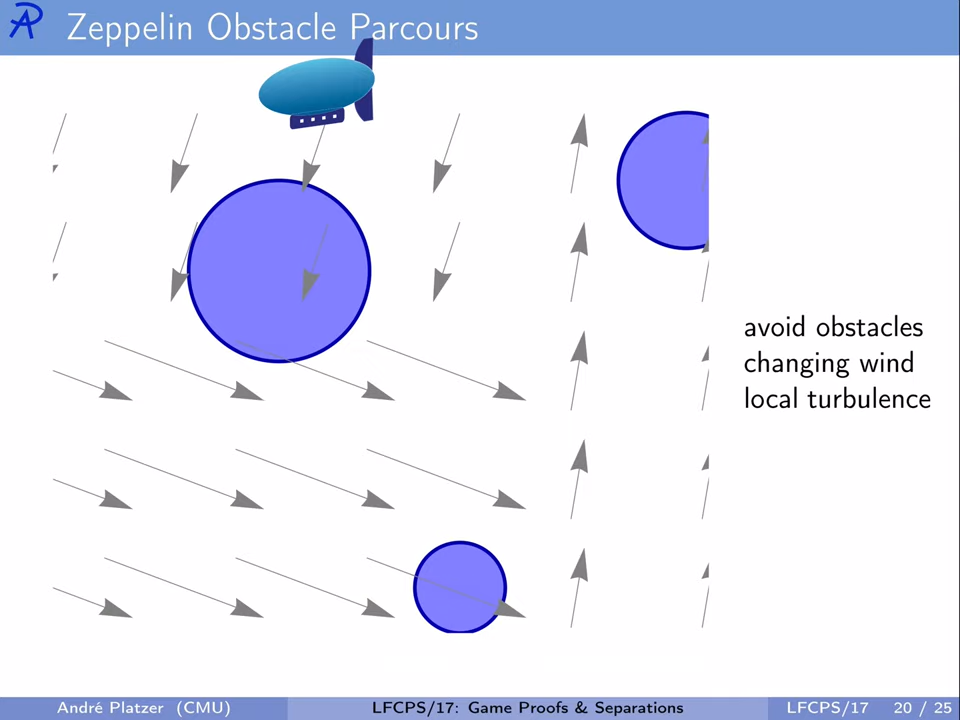 Zeppelin Obstacle Parcours
avoid obstacles
changing wind
local turbulence
André Platzer (CMU)
LFCPS/17: Game Proofs & Separations
LFCPS/17
20 / 25